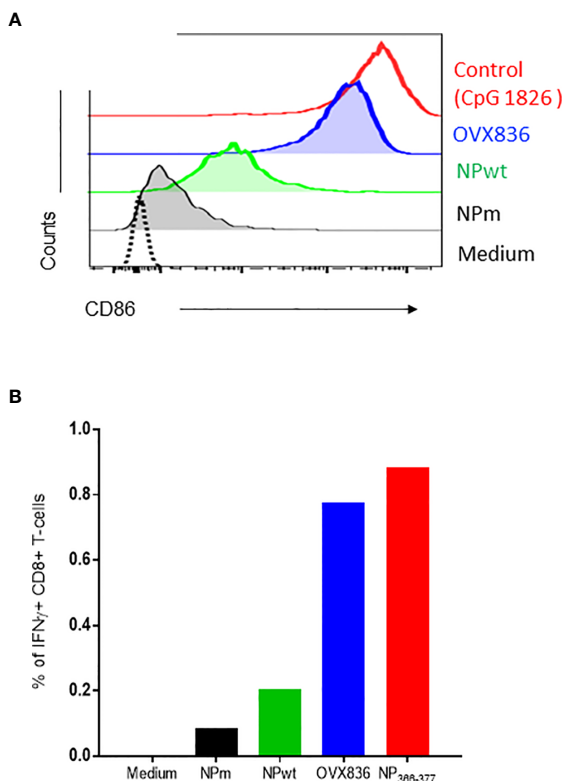 A
Control
(CpG 1826 )
OVX836
NPwt
NPm
Medium
Counts
CD86
B
% of IFNγ+ CD8+ T-cells
1.0
0.8
0.6
0.4
0.2
0.0
Medium NPm NPwt OVX836 NP366-377